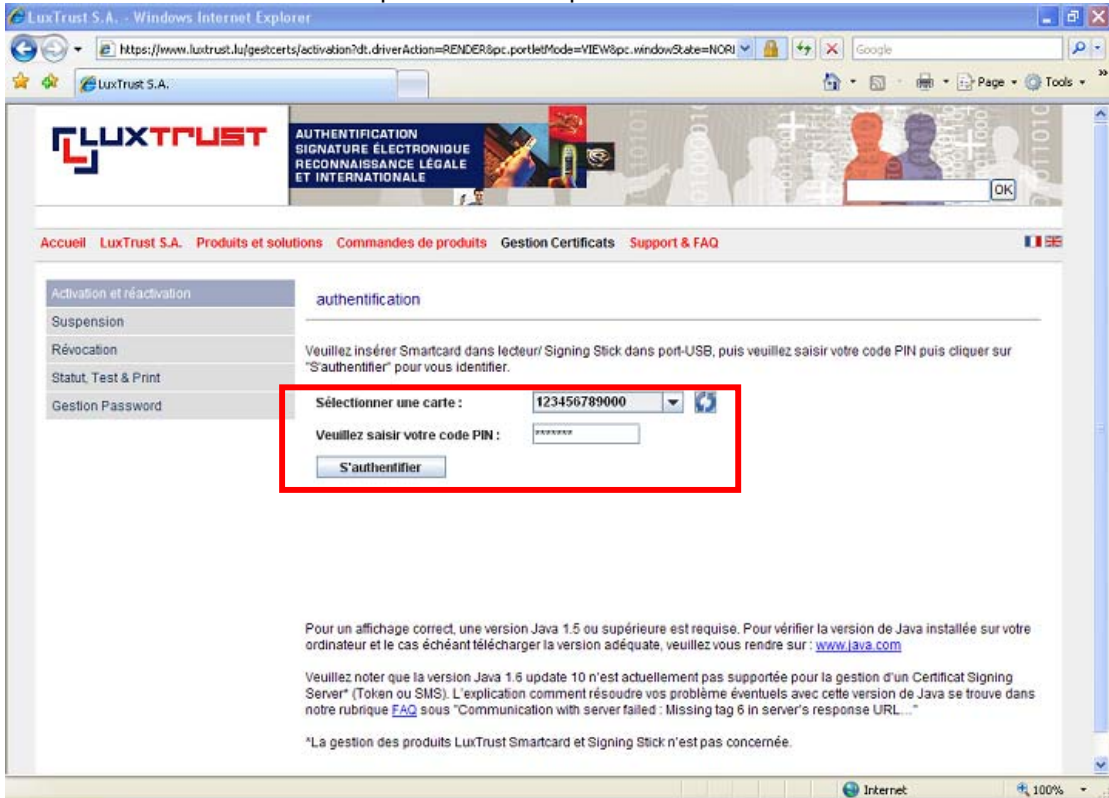 LuxTrust S.A. - Windows Internet Explorer
https://www.luxtrust.lu/gestcerts/activation?dt.driverAction=RENDER&pc.portletMode=VIEW&pc.windowState=NORI
Google
LuxTrust S.A.
Page
Tools
LUXTRUST
AUTHENTIFICATION
SIGNATURE ÉLECTRONIQUE
RECONNAISSANCE LÉGALE
ET INTERNATIONALE
OK
Accueil LuxTrust S.A. Produits et solutions Commandes de produits Gestion Certificats Support & FAQ
Activation et réactivation
Suspension
Révocation
Statut, Test & Print
Gestion Password
authentification
Veuillez insérer Smartcard dans lecteur/ Signing Stick dans port-USB, puis veuillez saisir votre code PIN puis cliquer sur
"S'authentifier" pour vous identifier.
Sélectionner une carte : 123456789000
Veuillez saisir votre code PIN : *******
S'authentifier
Pour un affichage correct, une version Java 1.5 ou supérieure est requise. Pour vérifier la version de Java installée sur votre
ordinateur et le cas échéant télécharger la version adéquate, veuillez vous rendre sur : www.java.com
Veuillez noter que la version Java 1.6 update 10 n'est actuellement pas supportée pour la gestion d'un Certificat Signing
Server* (Token ou SMS). L'explication comment résoudre vos problème éventuels avec cette version de Java se trouve dans
notre rubrique FAQ sous "Communication with server failed : Missing tag 6 in server's response URL..."
*La gestion des produits LuxTrust Smartcard et Signing Stick n'est pas concernée.
Internet
100%